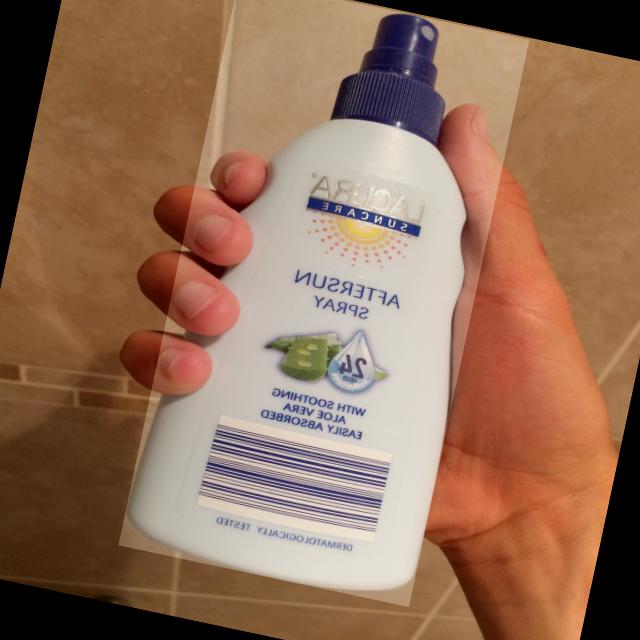 LACURA®
SUNCARE
AFTERSUN
SPRAY
24
WITH SOOTHING
ALOE VERA
EASILY ABSORBED
DERMATOLOGICALLY TESTED